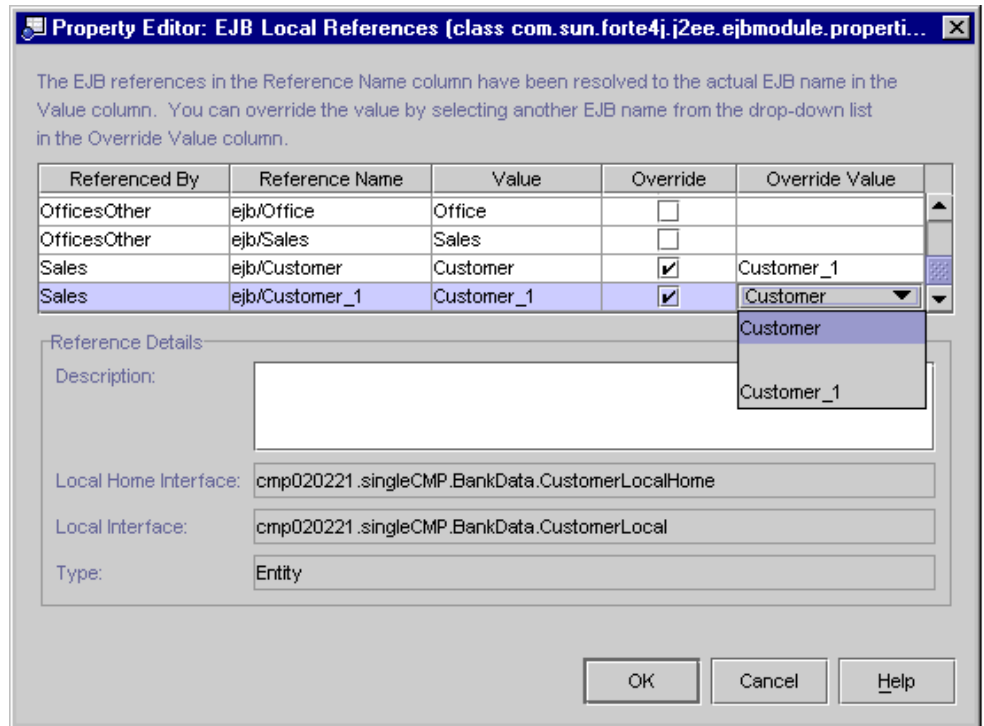 Property Editor: EJB Local References (class com.sun.forte4j.j2ee.ejbmodule.properti...
The EJB references in the Reference Name column have been resolved to the actual EJB name in the
Value column.  You can override the value by selecting another EJB name from the drop-down list
in the Override Value column.
Referenced By Reference Name Value Override Override Value
OfficesOther ejb/Office Office
OfficesOther ejb/Sales Sales
Sales ejb/Customer Customer Customer_1
Sales ejb/Customer_1 Customer_1 Customer
Customer
Customer_1
Reference Details
Description:
Local Home Interface: cmp020221.singleCMP.BankData.CustomerLocalHome
Local Interface: cmp020221.singleCMP.BankData.CustomerLocal
Type: Entity
OK Cancel Help